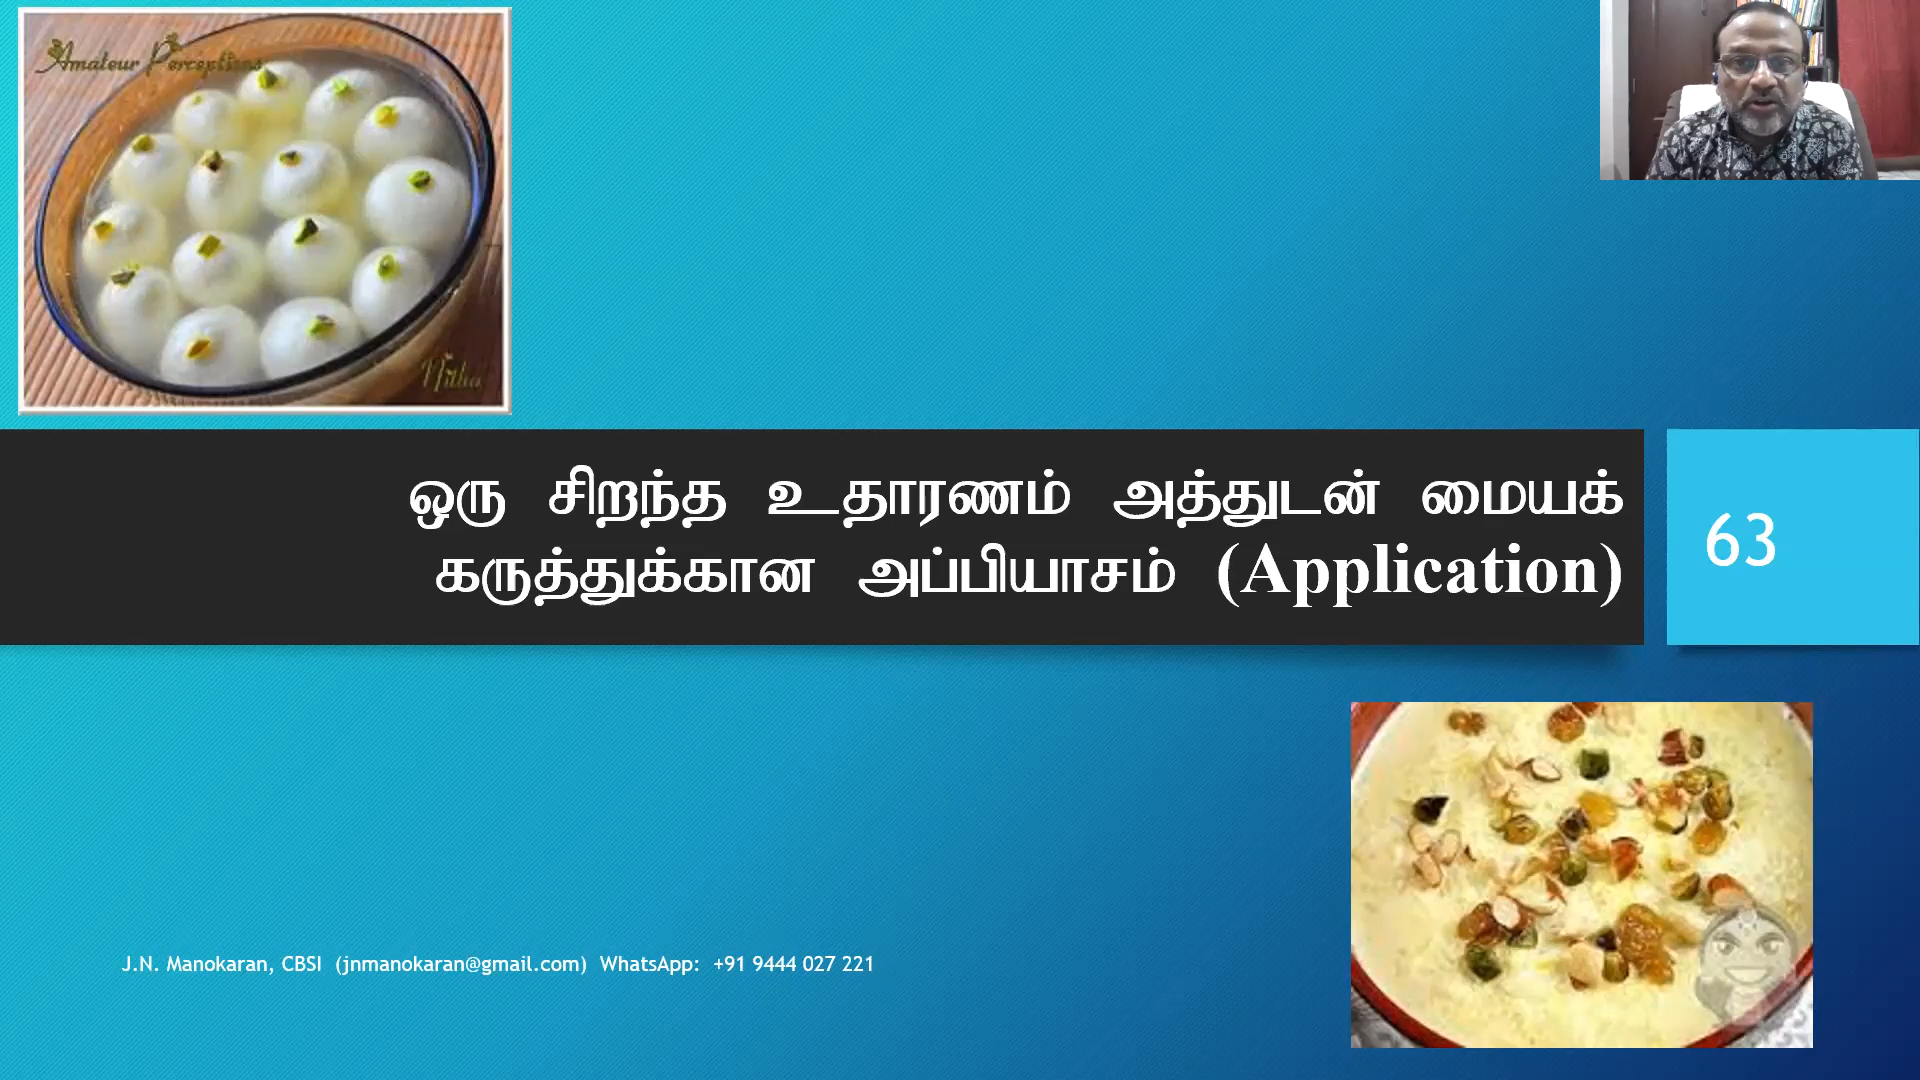 Amateur Perceptions
Nitha
ஒரு சிறந்த உதாரணம் அத்துடன் மையக்
கருத்துக்கான அப்பியாசம் (Application)
63
J.N. Manokaran, CBSI (jnmanokaran@gmail.com) WhatsApp: +91 9444 027 221